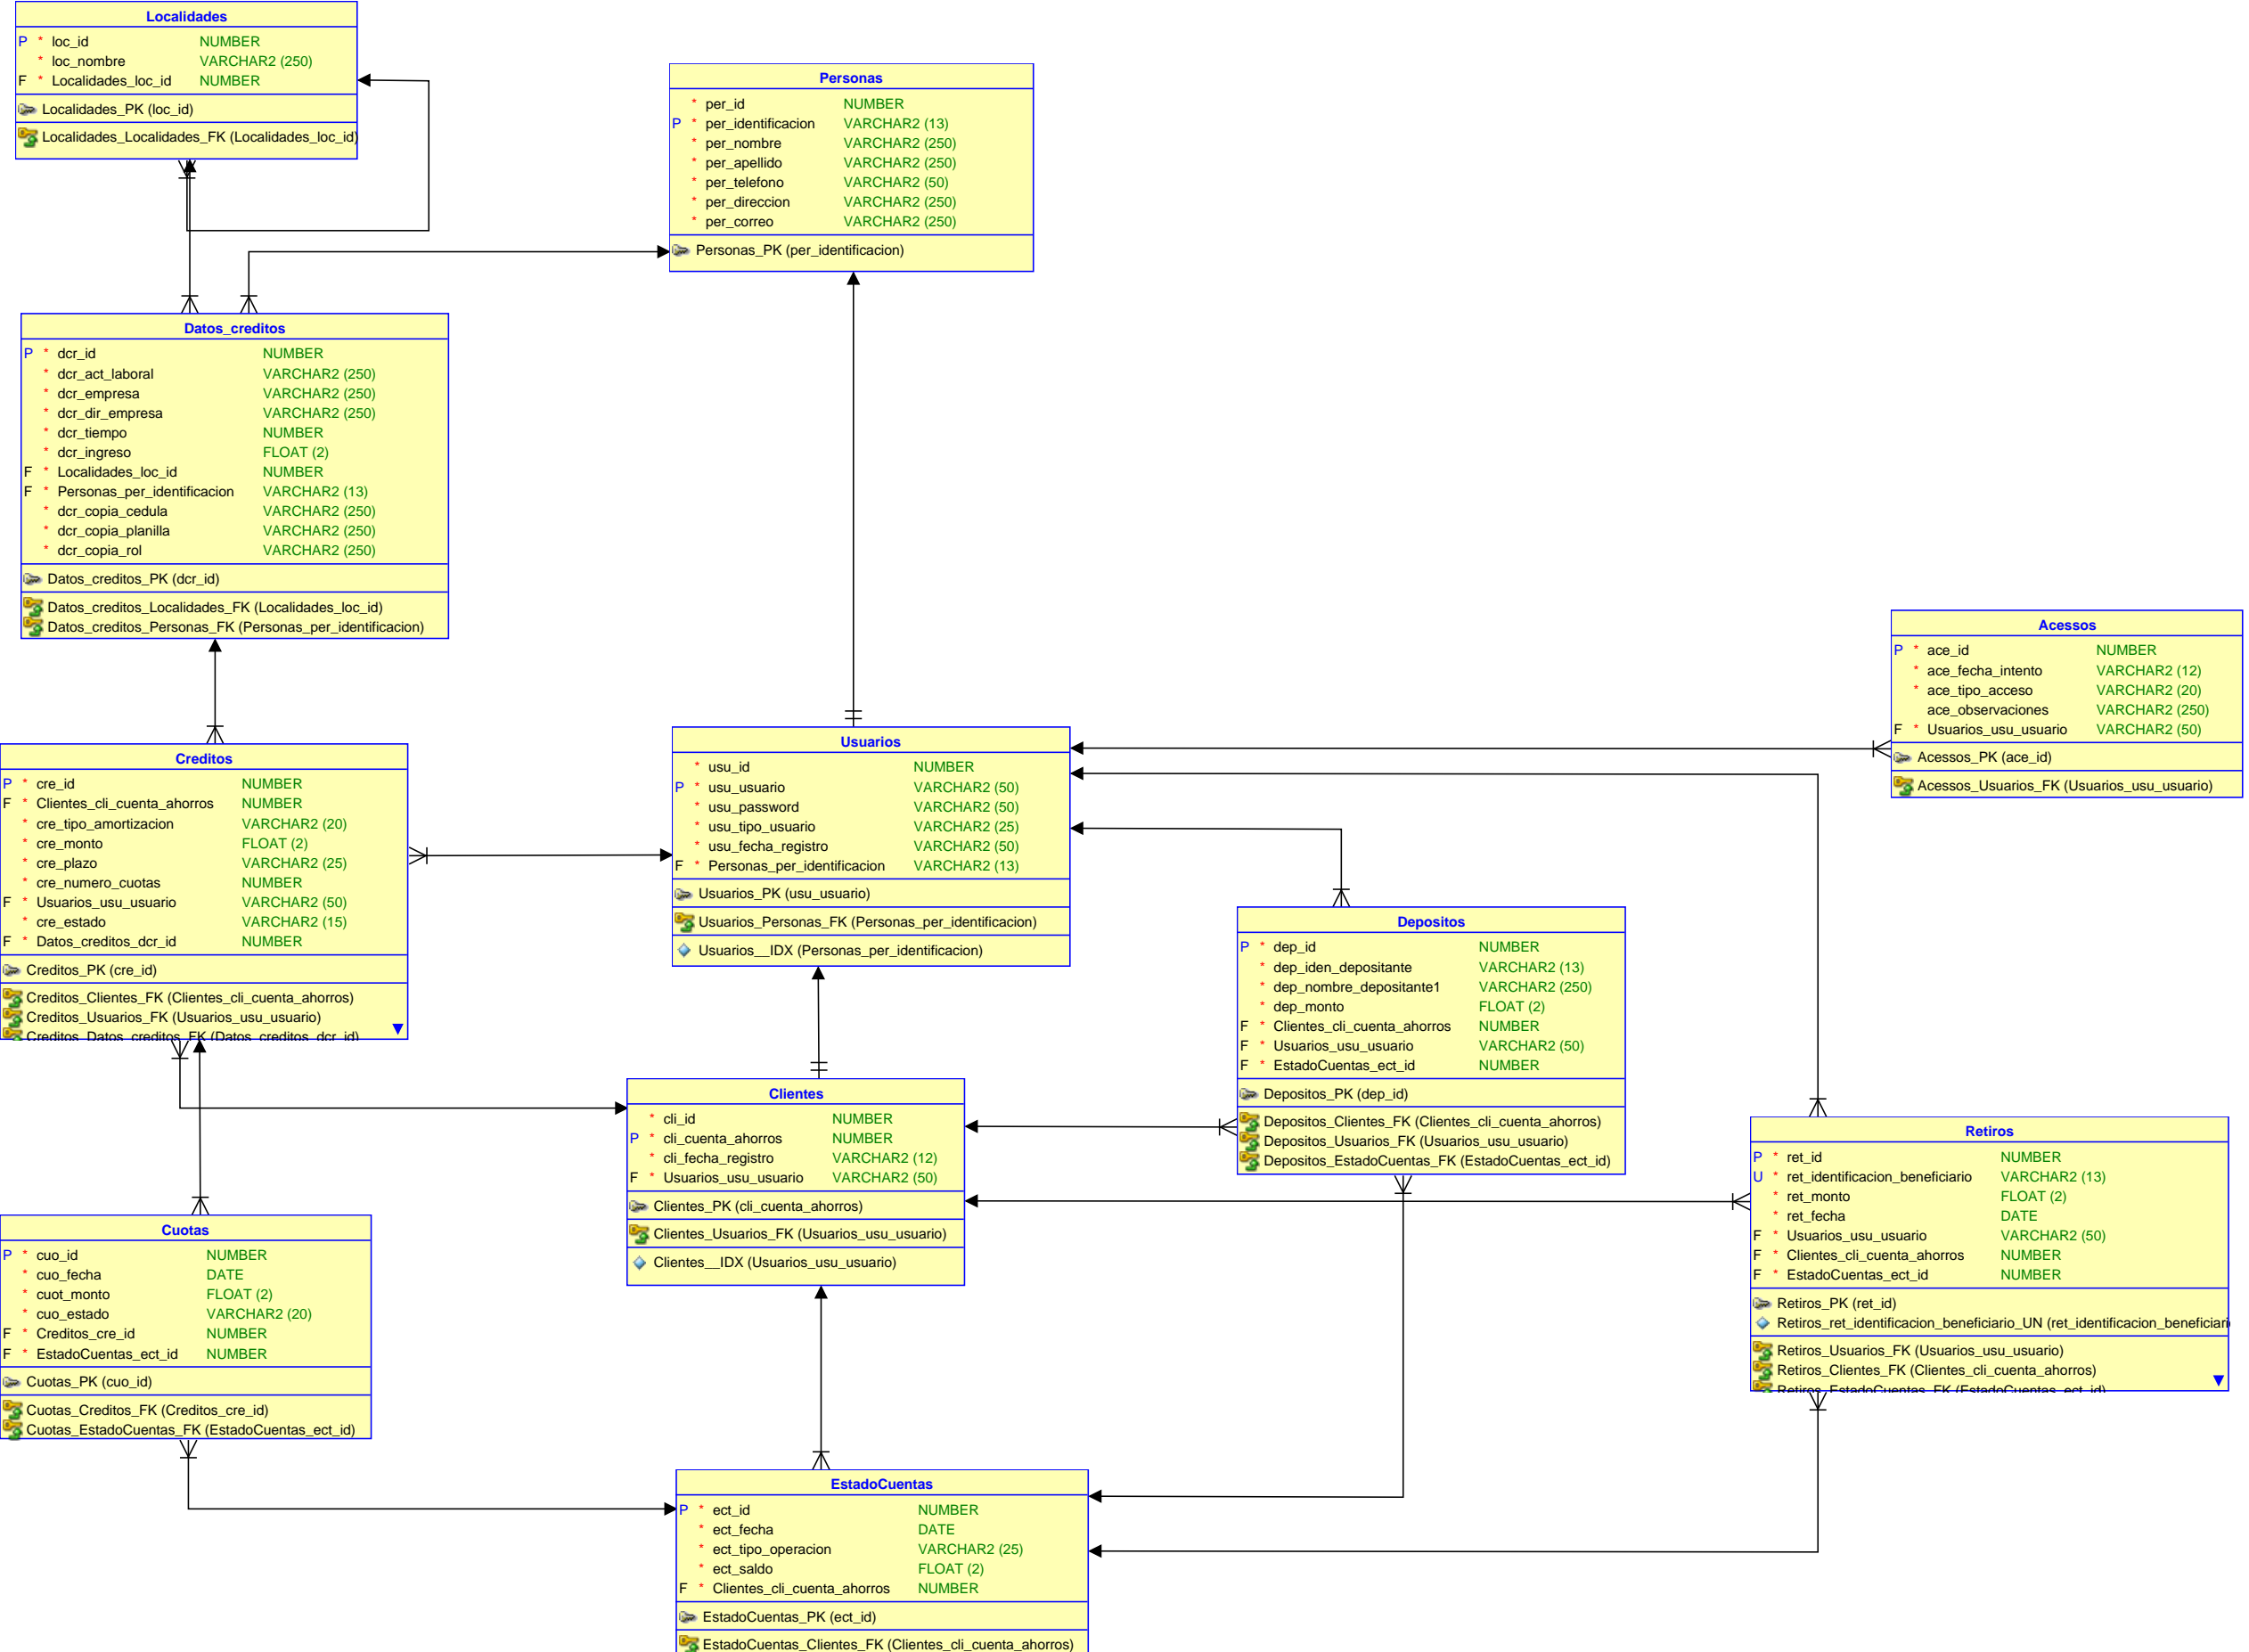 Localidades
P * loc_id NUMBER
* loc_nombre VARCHAR2 (250)
F * Localidades_loc_id NUMBER
Localidades_PK (loc_id)
Localidades_Localidades_FK (Localidades_loc_id)
Personas
* per_id NUMBER
P * per_identificacion VARCHAR2 (13)
* per_nombre VARCHAR2 (250)
* per_apellido VARCHAR2 (250)
* per_telefono VARCHAR2 (50)
* per_direccion VARCHAR2 (250)
* per_correo VARCHAR2 (250)
Personas_PK (per_identificacion)
Datos_creditos
P * dcr_id NUMBER
* dcr_act_laboral VARCHAR2 (250)
* dcr_empresa VARCHAR2 (250)
* dcr_dir_empresa VARCHAR2 (250)
* dcr_tiempo NUMBER
* dcr_ingreso FLOAT (2)
F * Localidades_loc_id NUMBER
F * Personas_per_identificacion VARCHAR2 (13)
* dcr_copia_cedula VARCHAR2 (250)
* dcr_copia_planilla VARCHAR2 (250)
* dcr_copia_rol VARCHAR2 (250)
Datos_creditos_PK (dcr_id)
Datos_creditos_Localidades_FK (Localidades_loc_id)
Datos_creditos_Personas_FK (Personas_per_identificacion)
Acessos
P * ace_id NUMBER
* ace_fecha_intento VARCHAR2 (12)
* ace_tipo_acceso VARCHAR2 (20)
ace_observaciones VARCHAR2 (250)
F * Usuarios_usu_usuario VARCHAR2 (50)
Acessos_PK (ace_id)
Acessos_Usuarios_FK (Usuarios_usu_usuario)
Creditos
P * cre_id NUMBER
F * Clientes_cli_cuenta_ahorros NUMBER
* cre_tipo_amortizacion VARCHAR2 (20)
* cre_monto FLOAT (2)
* cre_plazo VARCHAR2 (25)
* cre_numero_cuotas NUMBER
F * Usuarios_usu_usuario VARCHAR2 (50)
* cre_estado VARCHAR2 (15)
F * Datos_creditos_dcr_id NUMBER
Creditos_PK (cre_id)
Creditos_Clientes_FK (Clientes_cli_cuenta_ahorros)
Creditos_Usuarios_FK (Usuarios_usu_usuario)
Creditos_Datos_creditos_FK (Datos_creditos_dcr_id)
Usuarios
* usu_id NUMBER
P * usu_usuario VARCHAR2 (50)
* usu_password VARCHAR2 (50)
* usu_tipo_usuario VARCHAR2 (25)
* usu_fecha_registro VARCHAR2 (50)
F * Personas_per_identificacion VARCHAR2 (13)
Usuarios_PK (usu_usuario)
Usuarios_Personas_FK (Personas_per_identificacion)
Usuarios__IDX (Personas_per_identificacion)
Depositos
P * dep_id NUMBER
* dep_iden_depositante VARCHAR2 (13)
* dep_nombre_depositante1 VARCHAR2 (250)
* dep_monto FLOAT (2)
F * Clientes_cli_cuenta_ahorros NUMBER
F * Usuarios_usu_usuario VARCHAR2 (50)
F * EstadoCuentas_ect_id NUMBER
Depositos_PK (dep_id)
Depositos_Clientes_FK (Clientes_cli_cuenta_ahorros)
Depositos_Usuarios_FK (Usuarios_usu_usuario)
Depositos_EstadoCuentas_FK (EstadoCuentas_ect_id)
Clientes
* cli_id NUMBER
P * cli_cuenta_ahorros NUMBER
* cli_fecha_registro VARCHAR2 (12)
F * Usuarios_usu_usuario VARCHAR2 (50)
Clientes_PK (cli_cuenta_ahorros)
Clientes_Usuarios_FK (Usuarios_usu_usuario)
Clientes__IDX (Usuarios_usu_usuario)
Retiros
P * ret_id NUMBER
U * ret_identificacion_beneficiario VARCHAR2 (13)
* ret_monto FLOAT (2)
* ret_fecha DATE
F * Usuarios_usu_usuario VARCHAR2 (50)
F * Clientes_cli_cuenta_ahorros NUMBER
F * EstadoCuentas_ect_id NUMBER
Retiros_PK (ret_id)
Retiros_ret_identificacion_beneficiario_UN (ret_identificacion_beneficiari
Retiros_Usuarios_FK (Usuarios_usu_usuario)
Retiros_Clientes_FK (Clientes_cli_cuenta_ahorros)
Retiros_EstadoCuentas_FK (EstadoCuentas_ect_id)
Cuotas
P * cuo_id NUMBER
* cuo_fecha DATE
* cuot_monto FLOAT (2)
* cuo_estado VARCHAR2 (20)
F * Creditos_cre_id NUMBER
F * EstadoCuentas_ect_id NUMBER
Cuotas_PK (cuo_id)
Cuotas_Creditos_FK (Creditos_cre_id)
Cuotas_EstadoCuentas_FK (EstadoCuentas_ect_id)
EstadoCuentas
P * ect_id NUMBER
* ect_fecha DATE
* ect_tipo_operacion VARCHAR2 (25)
* ect_saldo FLOAT (2)
F * Clientes_cli_cuenta_ahorros NUMBER
EstadoCuentas_PK (ect_id)
EstadoCuentas_Clientes_FK (Clientes_cli_cuenta_ahorros)